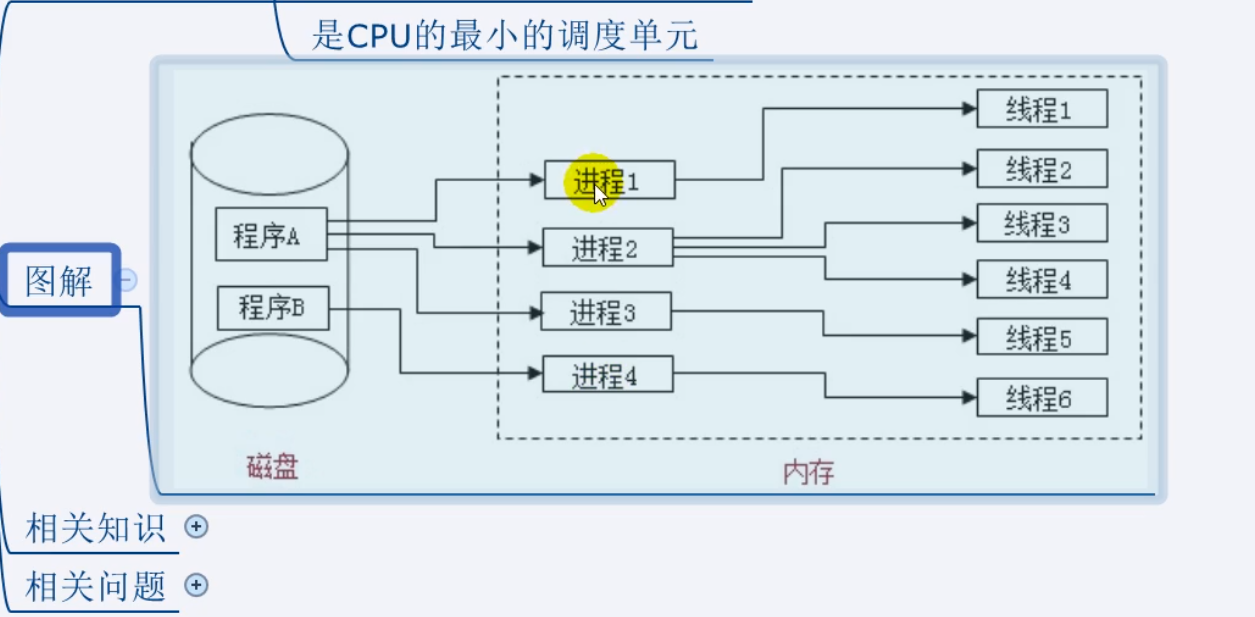 是CPU的最小的调度单元
图解
程序A
程序B
磁盘
进程1
进程2
进程3
进程4
线程1
线程2
线程3
线程4
线程5
线程6
内存
相关知识
相关问题